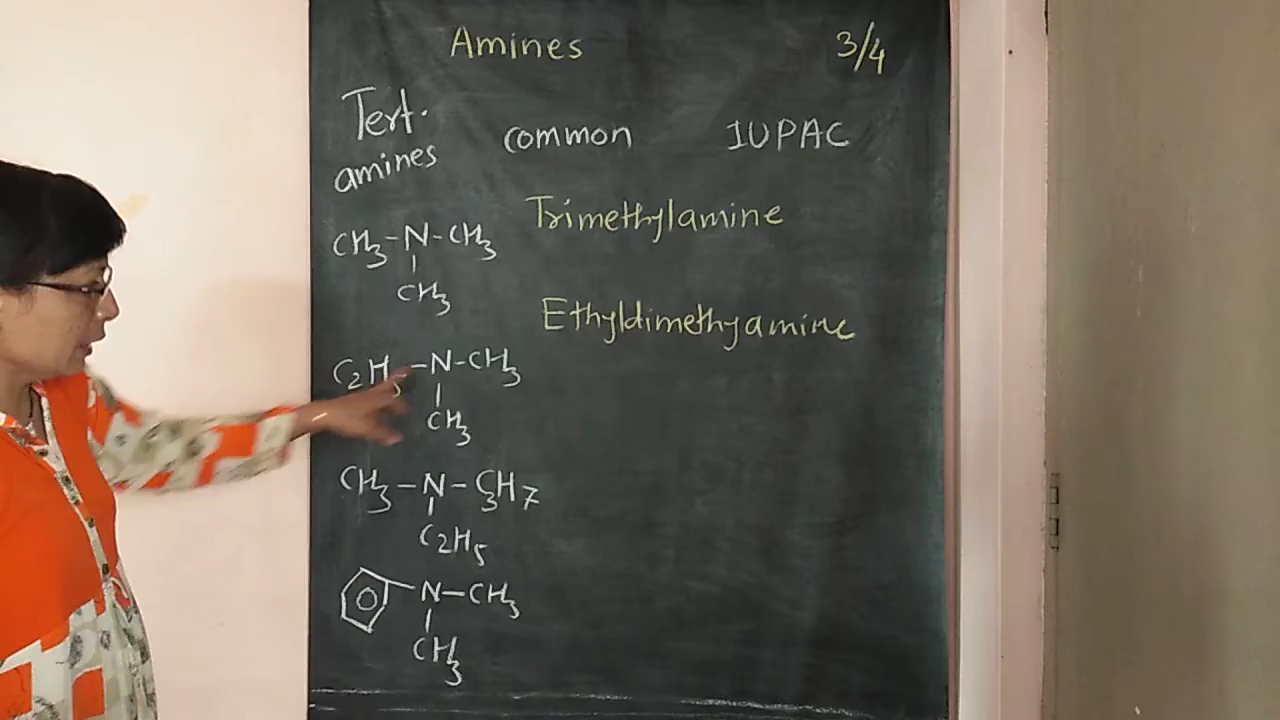 Amines 3/4
Tert. amines common IUPAC
CH3-N-CH3 Trimethylamine
CH3
Ethyldimethyamine
C2H5-N-CH3
CH3
CH3-N-C3H7
C2H5
N-CH3
CH3